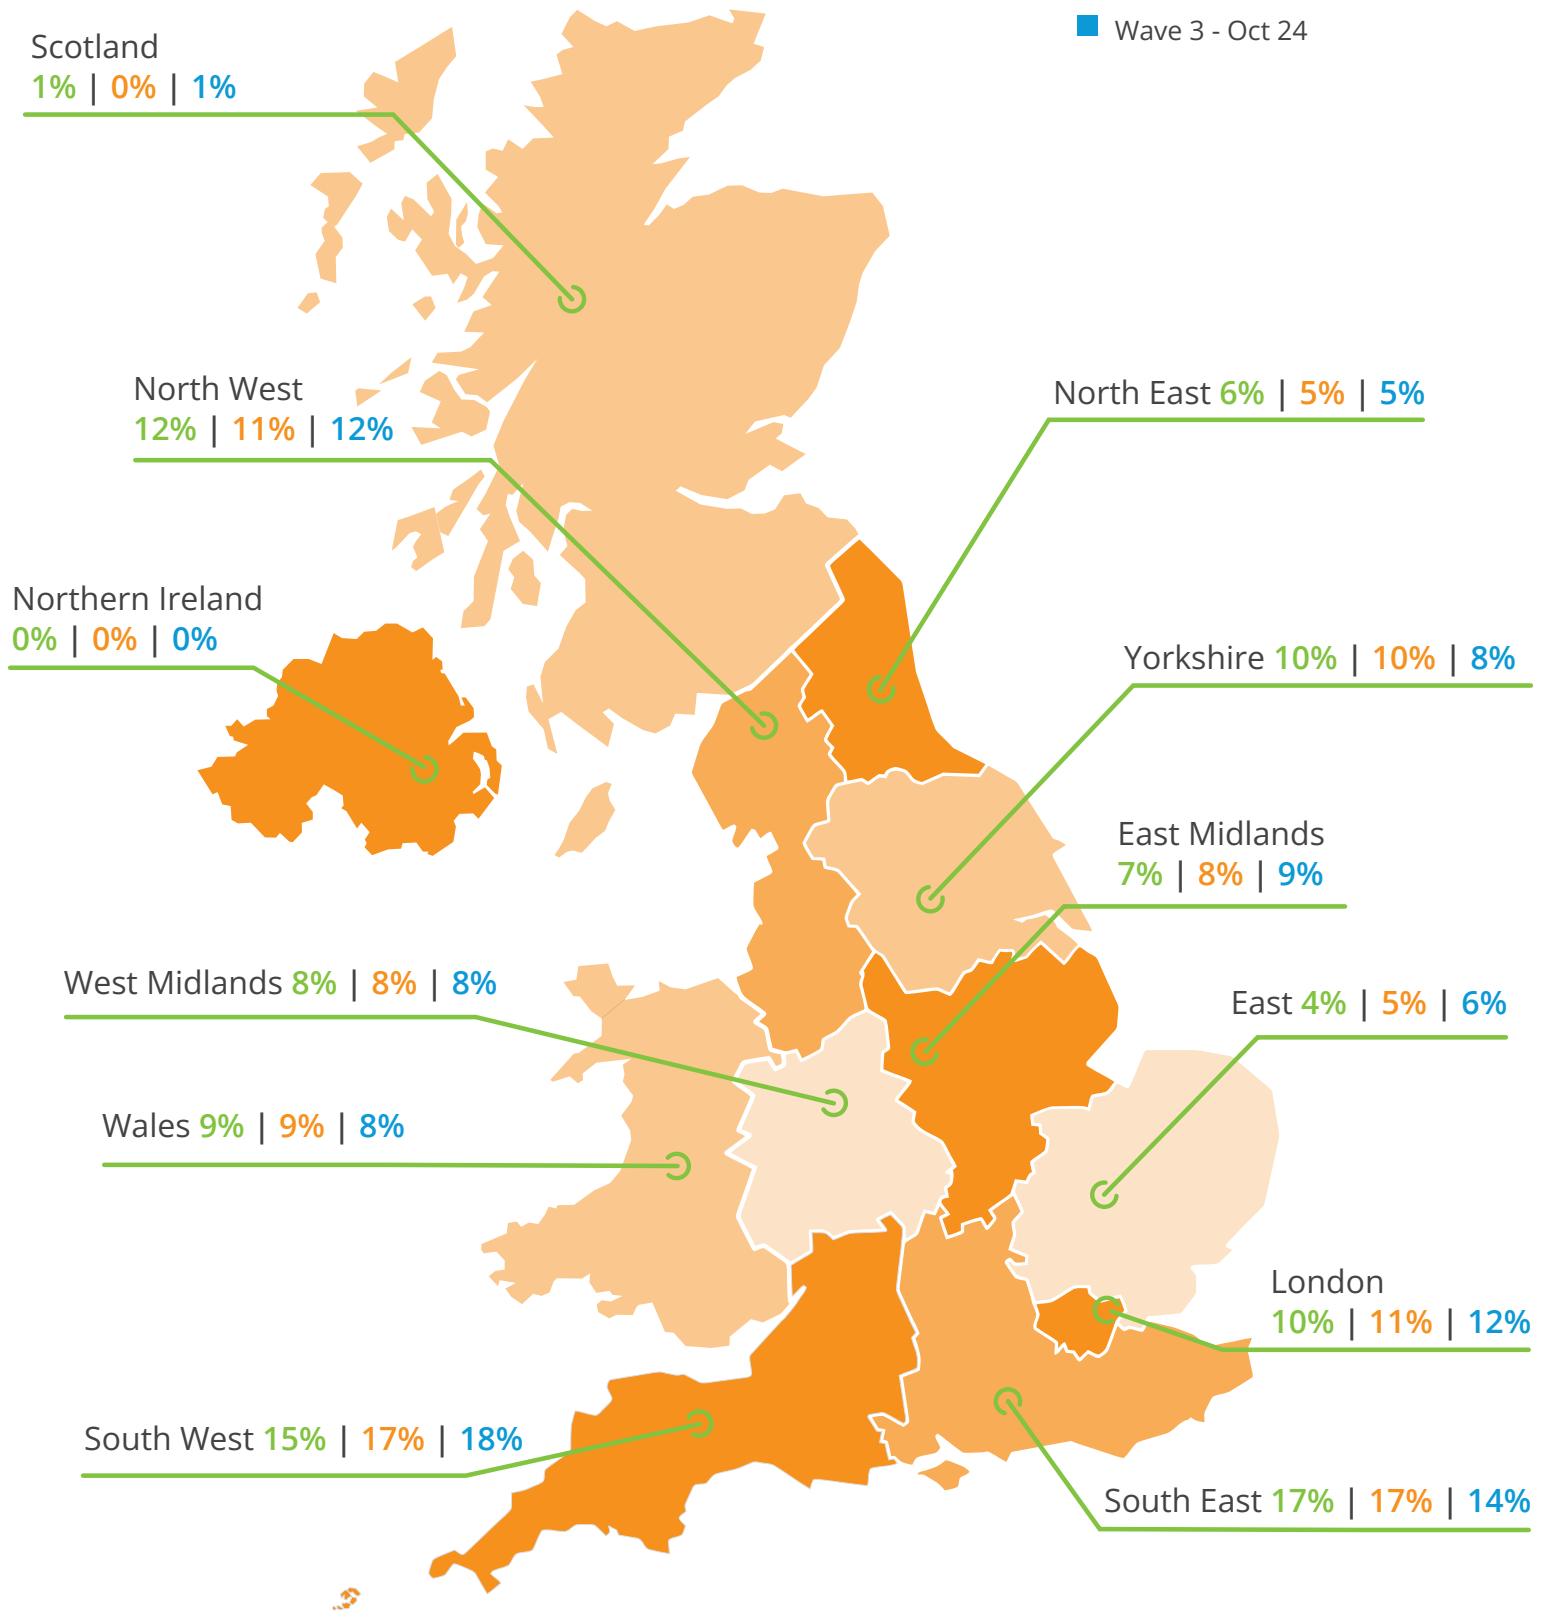 Wave 3 - Oct 24
Scotland
1% | 0% | 1%
North West
12% | 11% | 12%
North East 6% | 5% | 5%
Northern Ireland
0% | 0% | 0%
Yorkshire 10% | 10% | 8%
East Midlands
7% | 8% | 9%
West Midlands 8% | 8% | 8%
East 4% | 5% | 6%
Wales 9% | 9% | 8%
London
10% | 11% | 12%
South West 15% | 17% | 18%
South East 17% | 17% | 14%